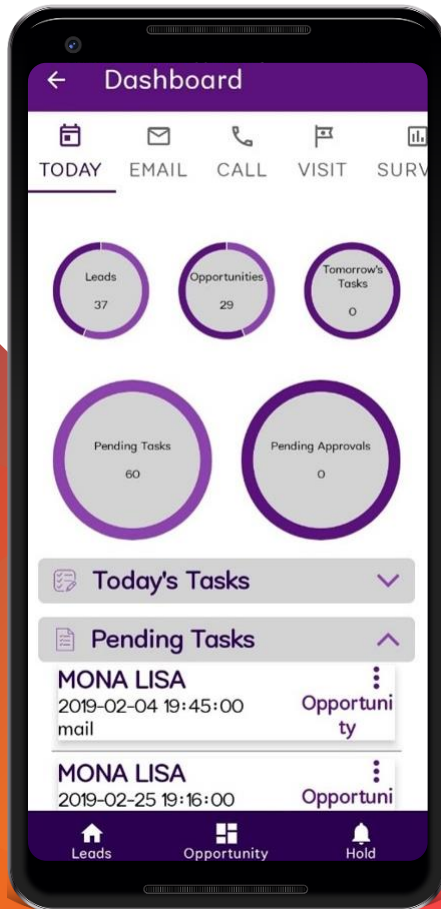 Dashboard
TODAY EMAIL CALL VISIT SURV
Leads
37
Opportunities
29
Tomorrow's
Tasks
0
Pending Tasks
60
Pending Approvals
0
Today's Tasks
Pending Tasks
MONA LISA
2019-02-04 19:45:00
mail
Opportuni
ty
MONA LISA
2019-02-25 19:16:00
Opportuni
Leads Opportunity Hold